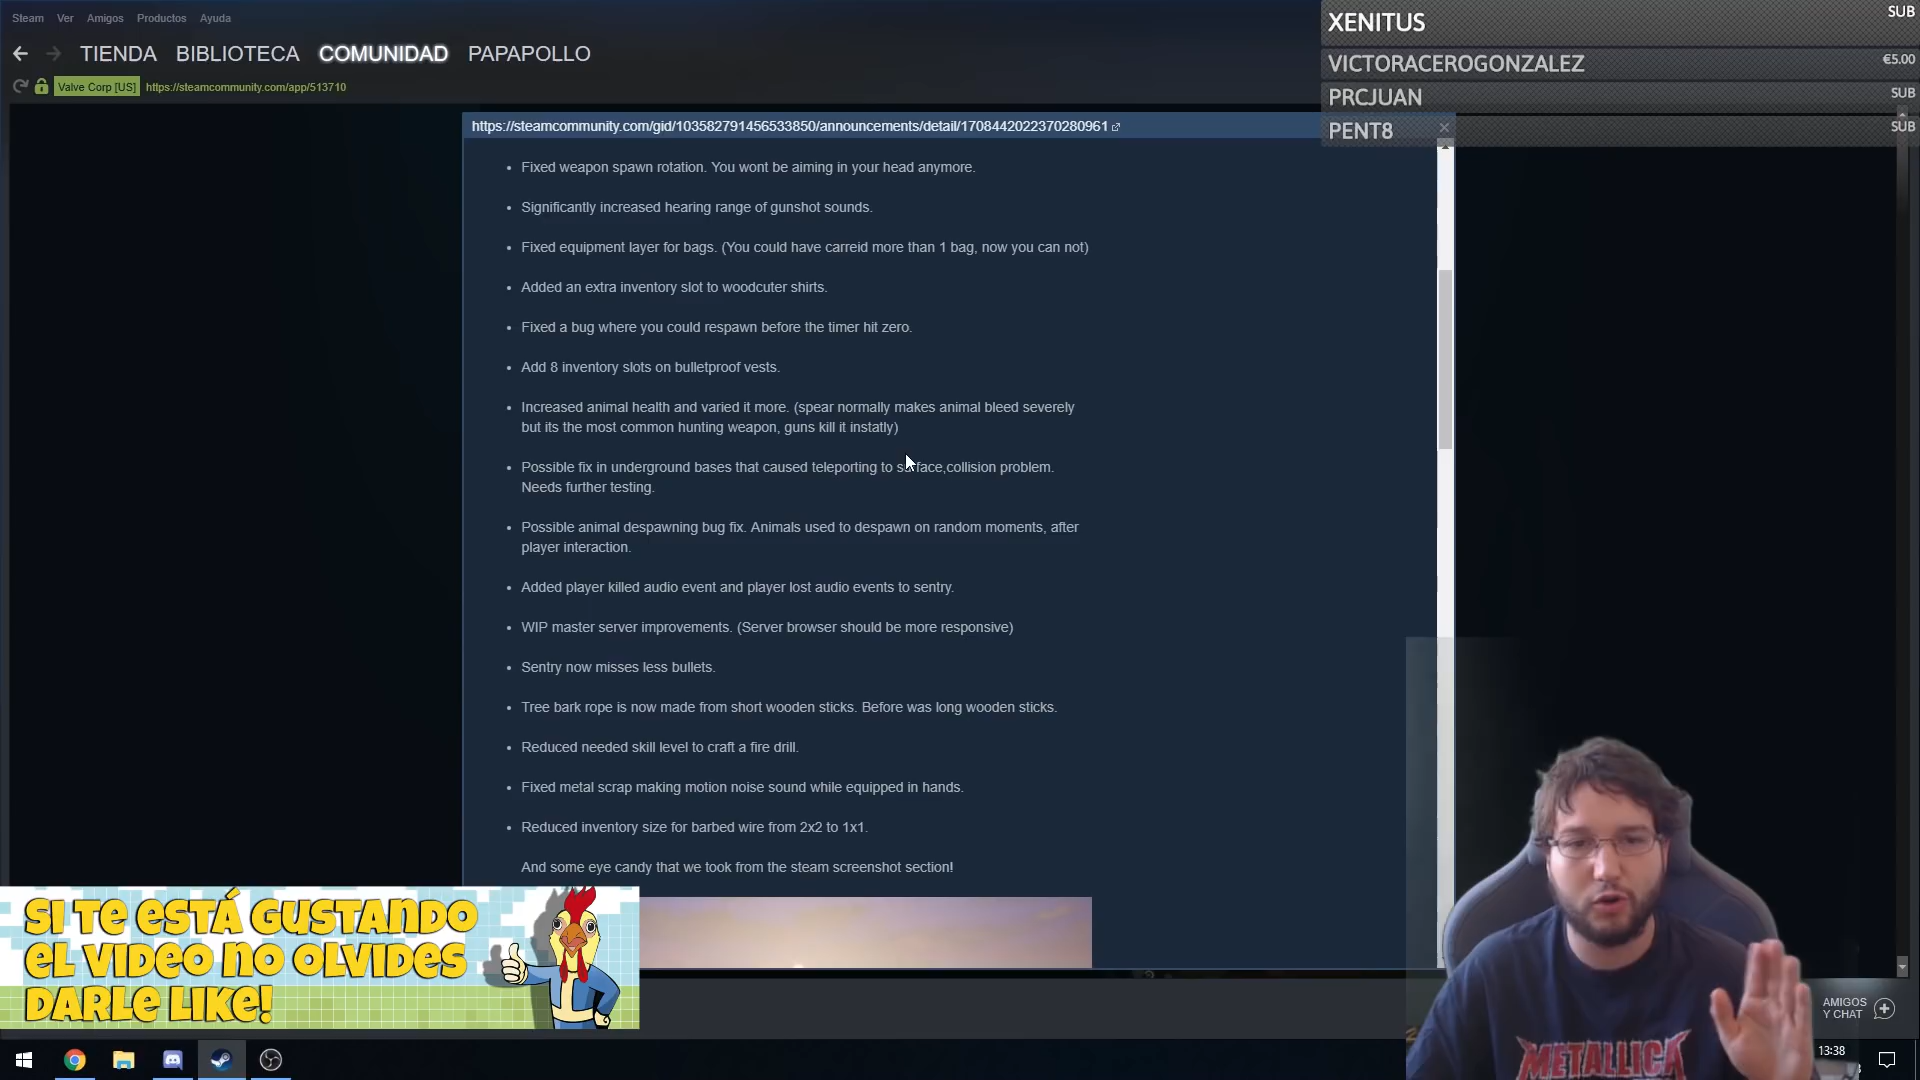 Steam Ver Amigos Productos Ayuda
TIENDA BIBLIOTECA COMUNIDAD PAPAPOLLO
Valve Corp [US] https://steamcommunity.com/app/513710
XENITUS SUB
VICTORACEROGONZALEZ €5.00
PRCJUAN SUB
PENT8 SUB
https://steamcommunity.com/gid/103582791456533850/announcements/detail/1708442022370280961
• Fixed weapon spawn rotation. You wont be aiming in your head anymore.
• Significantly increased hearing range of gunshot sounds.
• Fixed equipment layer for bags. (You could have carreid more than 1 bag, now you can not)
• Added an extra inventory slot to woodcuter shirts.
• Fixed a bug where you could respawn before the timer hit zero.
• Add 8 inventory slots on bulletproof vests.
• Increased animal health and varied it more. (spear normally makes animal bleed severely
but its the most common hunting weapon, guns kill it instatly)
• Possible fix in underground bases that caused teleporting to surface,collision problem.
Needs further testing.
• Possible animal despawning bug fix. Animals used to despawn on random moments, after
player interaction.
• Added player killed audio event and player lost audio events to sentry.
• WIP master server improvements. (Server browser should be more responsive)
• Sentry now misses less bullets.
• Tree bark rope is now made from short wooden sticks. Before was long wooden sticks.
• Reduced needed skill level to craft a fire drill.
• Fixed metal scrap making motion noise sound while equipped in hands.
• Reduced inventory size for barbed wire from 2x2 to 1x1.
And some eye candy that we took from the steam screenshot section!
SI TE ESTÁ GUSTANDO
EL VIDEO NO OLVIDES
DARLE LIKE!
METALLICA
AMIGOS
Y CHAT
13:38